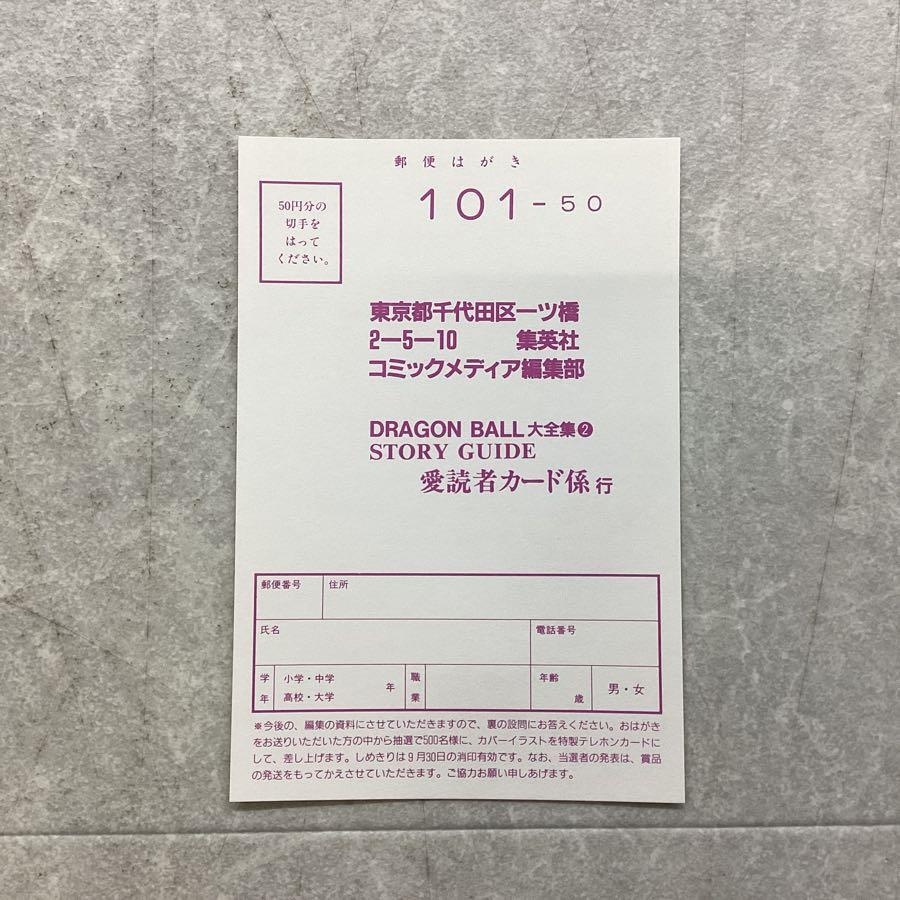 郵便はがき
101-50
50円分の
切手を
はって
ください。
東京都千代田区一ツ橋
2-5-10 集英社
コミックメディア編集部
DRAGON BALL 大全集❷
STORY GUIDE
愛読者カード係 行
郵便番号 住所
氏名 電話番号
学年 小学・中学 高校・大学 年 職業 年齢 歳 男・女
※今後の、編集の資料にさせていただきますので、裏の設問にお答えください。おはがき
をお送りいただいた方の中から抽選で500名様に、カバーイラストを特製テレホンカードに
して、差し上げます。しめきりは9月30日の消印有効です。なお、当選者の発表は、賞品
の発送をもってかえさせていただきます。ご協力お願い申しあげます。